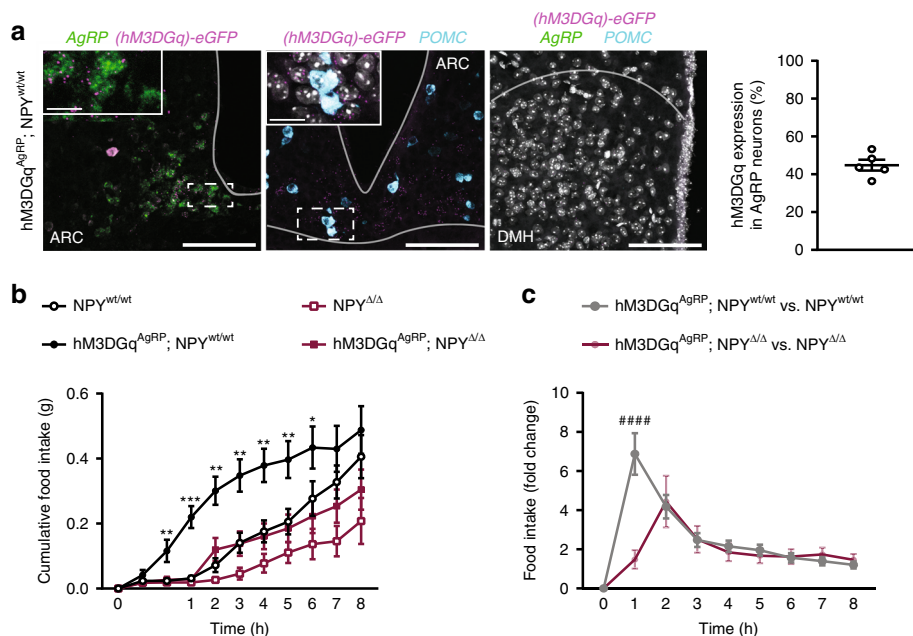 a
AgRP (hM3DGq)-eGFP
(hM3DGq)-eGFP POMC
(hM3DGq)-eGFP
AgRP POMC
hM3DGq^AgRP; NPY^wt/wt
ARC
ARC
DMH
hM3DGq expression
in AgRP neurons (%)
100
80
60
40
20
0
b
NPY^wt/wt
NPY^Δ/Δ
hM3DGq^AgRP; NPY^wt/wt
hM3DGq^AgRP; NPY^Δ/Δ
Cumulative food intake (g)
0.6
0.4
0.2
0.0
** *** ** ** ** ** *
0 1 2 3 4 5 6 7 8
Time (h)
c
hM3DGq^AgRP; NPY^wt/wt vs. NPY^wt/wt
hM3DGq^AgRP; NPY^Δ/Δ vs. NPY^Δ/Δ
Food intake (fold change)
10
8
6
4
2
0
####
0 1 2 3 4 5 6 7 8
Time (h)